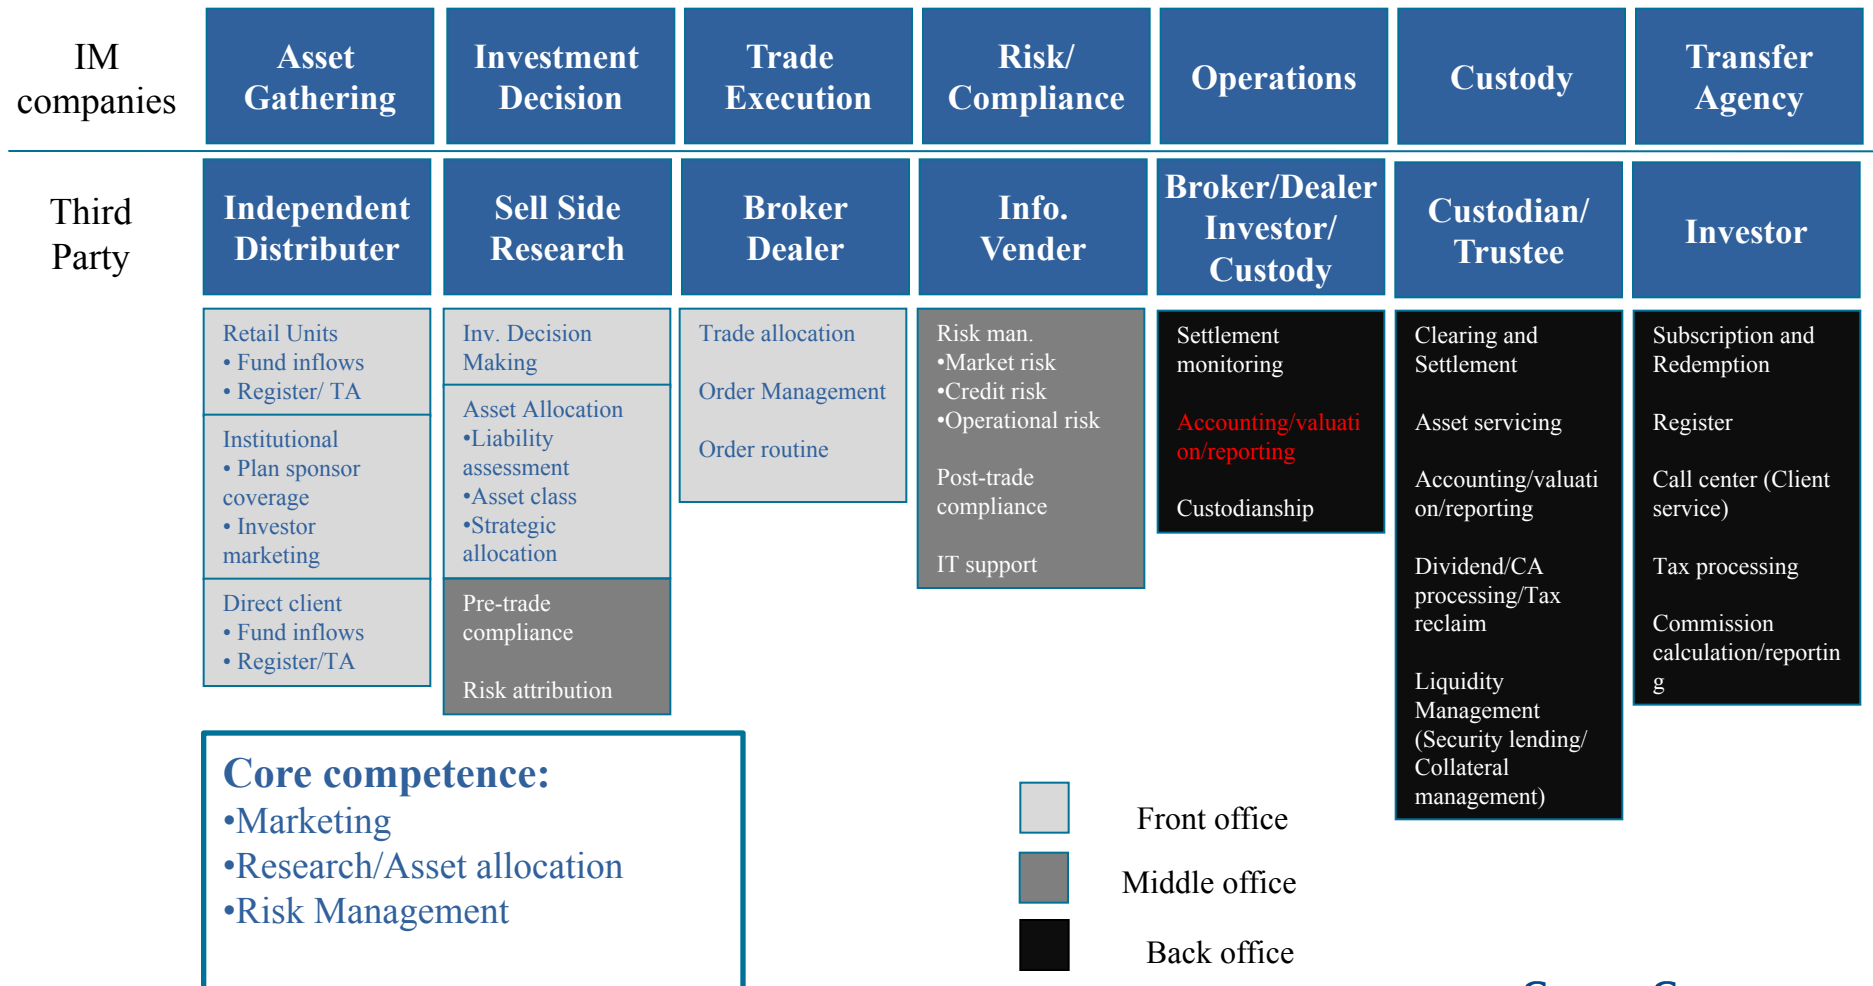 IM
companies
Asset
Gathering
Investment
Decision
Trade
Execution
Risk/
Compliance
Operations
Custody
Transfer
Agency
Third
Party
Independent
Distributer
Sell Side
Research
Broker
Dealer
Info.
Vender
Broker/Dealer
Investor/
Custody
Custodian/
Trustee
Investor
Retail Units
• Fund inflows
• Register/ TA
Institutional
• Plan sponsor
coverage
• Investor
marketing
Direct client
• Fund inflows
• Register/TA
Inv. Decision
Making
Asset Allocation
•Liability
assessment
•Asset class
•Strategic
allocation
Pre-trade
compliance
Risk attribution
Trade allocation
Order Management
Order routine
Risk man.
•Market risk
•Credit risk
•Operational risk
Post-trade
compliance
IT support
Settlement
monitoring
Accounting/valuati
on/reporting
Custodianship
Clearing and
Settlement
Asset servicing
Accounting/valuati
on/reporting
Dividend/CA
processing/Tax
reclaim
Liquidity
Management
(Security lending/
Collateral
management)
Subscription and
Redemption
Register
Call center (Client
service)
Tax processing
Commission
calculation/reportin
g
Core competence:
•Marketing
•Research/Asset allocation
•Risk Management
Front office
Middle office
Back office